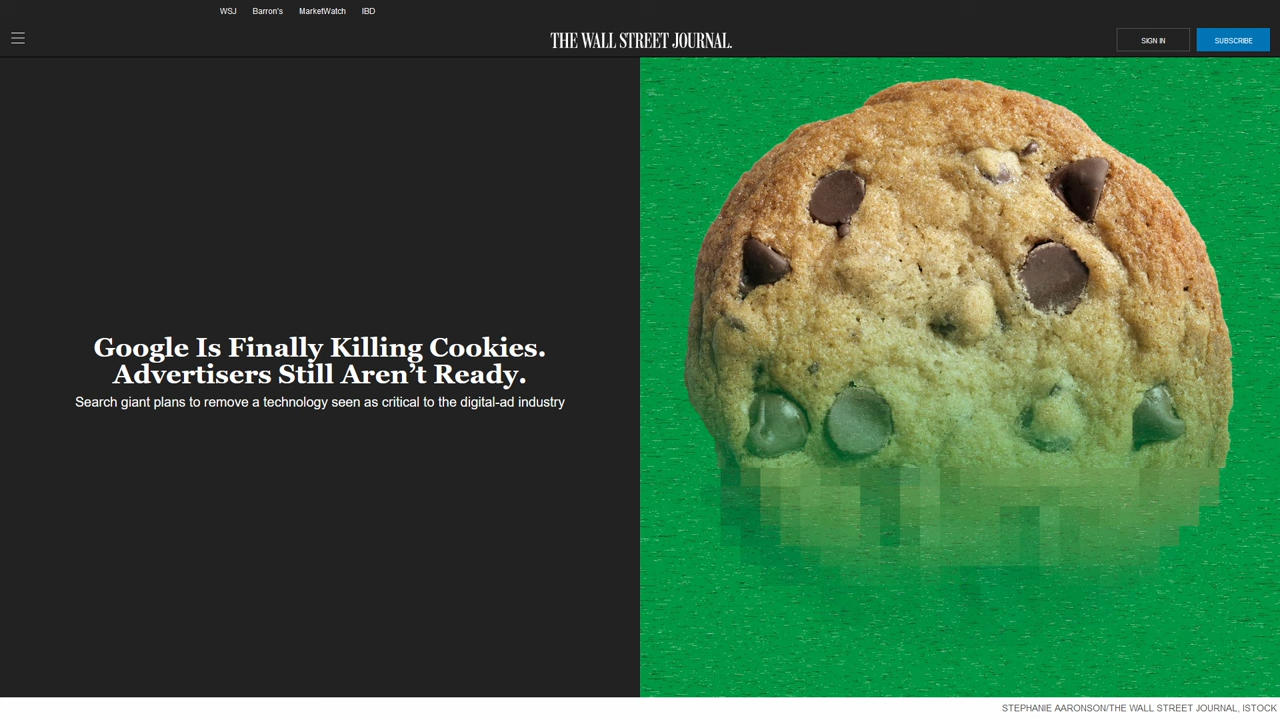 WSJ Barron's MarketWatch IBD
THE WALL STREET JOURNAL.
SIGN IN
SUBSCRIBE
Google Is Finally Killing Cookies.
Advertisers Still Aren’t Ready.
Search giant plans to remove a technology seen as critical to the digital-ad industry
STEPHANIE AARONSON/THE WALL STREET JOURNAL, ISTOCK